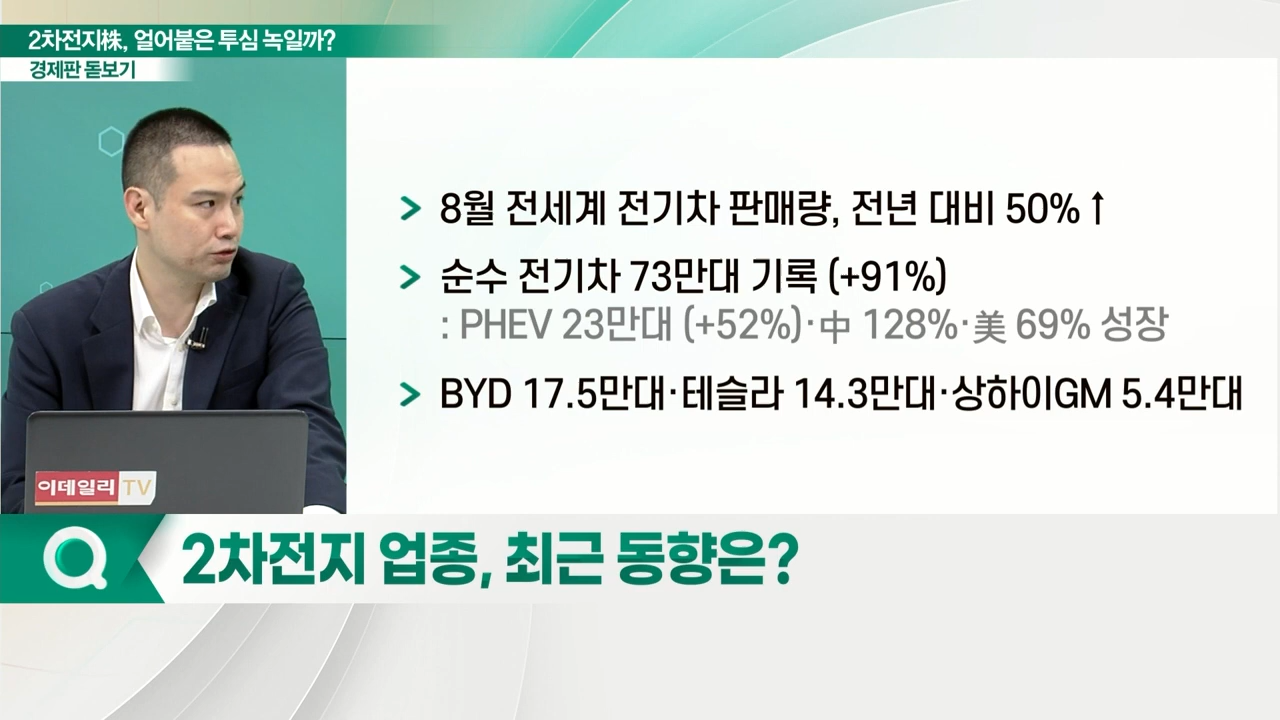 2차전지株, 얼어붙은 투심 녹일까?
경제판 돋보기
8월 전세계 전기차 판매량, 전년 대비 50%↑
순수 전기차 73만대 기록 (+91%)
: PHEV 23만대 (+52%)·中 128%·美 69% 성장
BYD 17.5만대·테슬라 14.3만대·상하이GM 5.4만대
이데일리 TV
2차전지 업종, 최근 동향은?